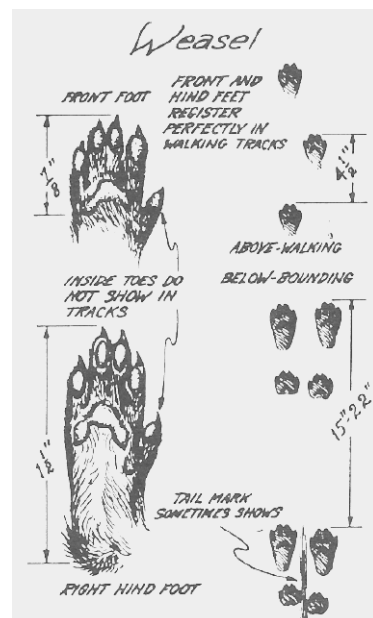 Weasel
FRONT FOOT
FRONT AND
HIND FEET
REGISTER
PERFECTLY IN
WALKING TRACKS
7/8"
4 1/2"
ABOVE-WALKING
BELOW-BOUNDING
INSIDE TOES DO
NOT SHOW IN
TRACKS
1 1/2"
15"-22"
TAIL MARK
SOMETIMES SHOWS
RIGHT HIND FOOT